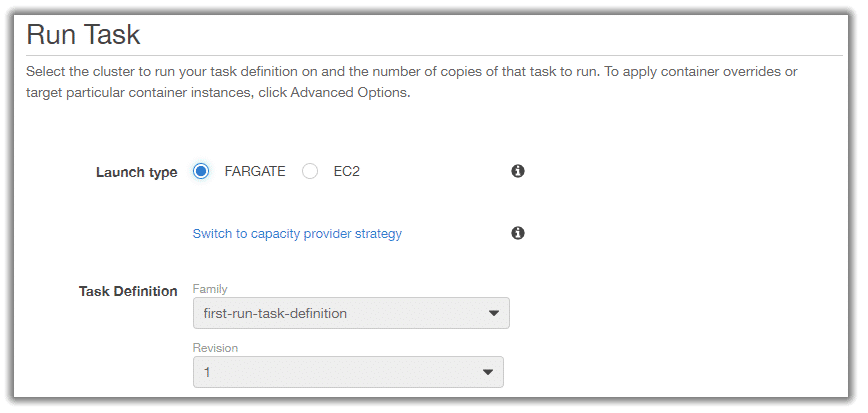 Run Task
Select the cluster to run your task definition on and the number of copies of that task to run. To apply container overrides or
target particular container instances, click Advanced Options.
Launch type FARGATE EC2
Switch to capacity provider strategy
Family
Task Definition first-run-task-definition
Revision
1